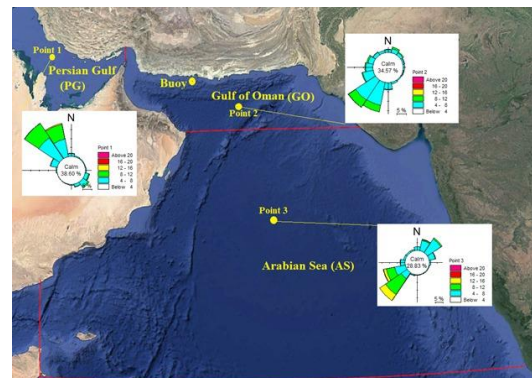 Point 1
Persian Gulf
(PG)
Buoy
Gulf of Oman (GO)
Point 2
N
Calm
34.57 %
Point 2
Above 20
16 - 20
12 - 16
8 - 12
4 - 8
Below 4
5 %
N
Calm
38.50 %
Point 1
Above 20
16 - 20
12 - 16
8 - 12
4 - 8
Below 4
Point 3
Arabian Sea (AS)
N
Calm
28.83 %
Point 3
Above 20
16 - 20
12 - 16
8 - 12
4 - 8
Below 4
5 %